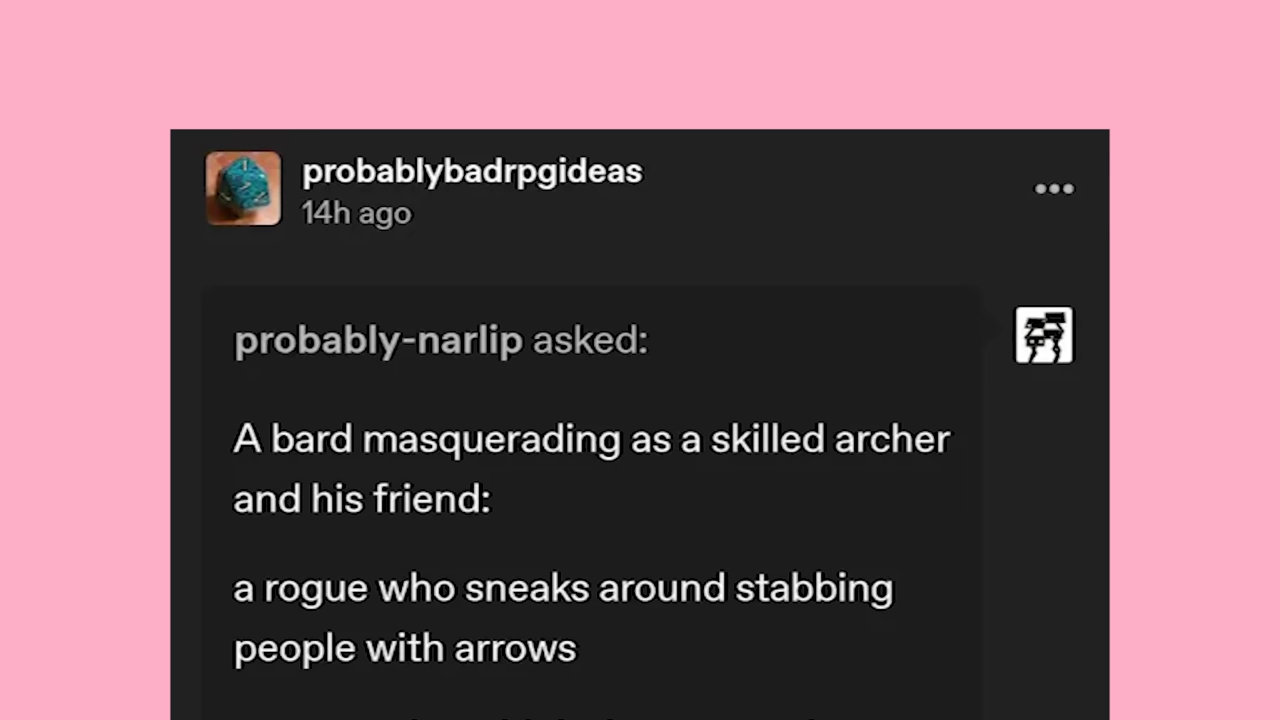 probablybadrpgideas
14h ago
probably-narlip asked:
A bard masquerading as a skilled archer
and his friend:
a rogue who sneaks around stabbing
people with arrows